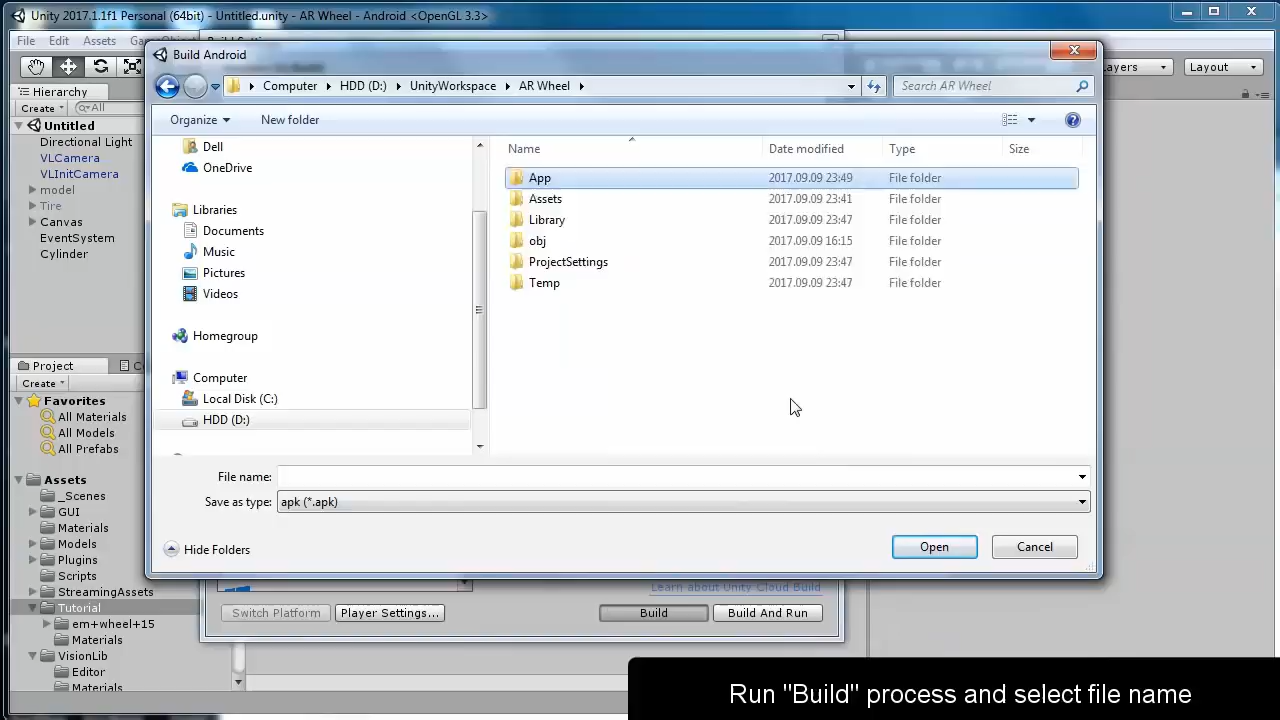 Unity 2017.1.1f1 Personal (64bit) - Untitled.unity - AR Wheel - Android <OpenGL 3.3>
File Edit Assets
Build Android
Computer HDD (D:) UnityWorkspace AR Wheel Search AR Wheel
Layers Layout
Hierarchy
Create All
Organize New folder
Untitled
Directional Light
VLCamera
VLInitCamera
model
Tire
Canvas
EventSystem
Cylinder
Dell
OneDrive
Libraries
Documents
Music
Pictures
Videos
Homegroup
Computer
Local Disk (C:)
HDD (D:)
Name Date modified Type Size
App 2017.09.09 23:49 File folder
Assets 2017.09.09 23:41 File folder
Library 2017.09.09 23:47 File folder
obj 2017.09.09 16:15 File folder
ProjectSettings 2017.09.09 23:47 File folder
Temp 2017.09.09 23:47 File folder
File name:
Save as type: apk (*.apk)
Hide Folders Open Cancel
Project
Create
Favorites
All Materials
All Models
All Prefabs
Assets
_Scenes
GUI
Materials
Models
Plugins
Scripts
StreamingAssets
Tutorial
em+wheel+15
Materials
VisionLib
Editor
Materials
Learn about Unity Cloud Build
Switch Platform Player Settings... Build Build And Run
Run "Build" process and select file name